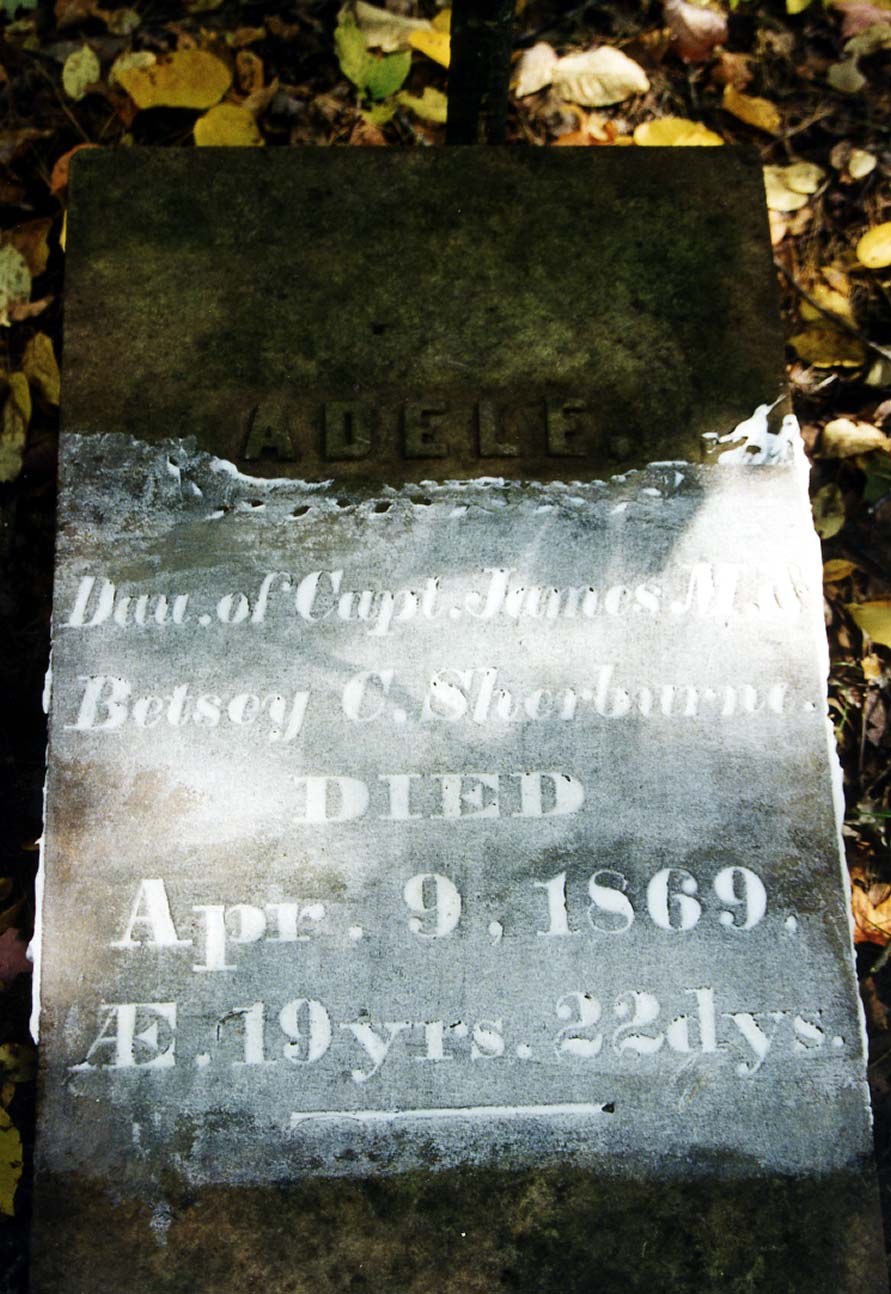 ADELE.
Dau. of Capt. James M. &
Betsey C. Sherburne.
DIED
Apr. 9, 1869,
Æ. 19 yrs. 22 dys.